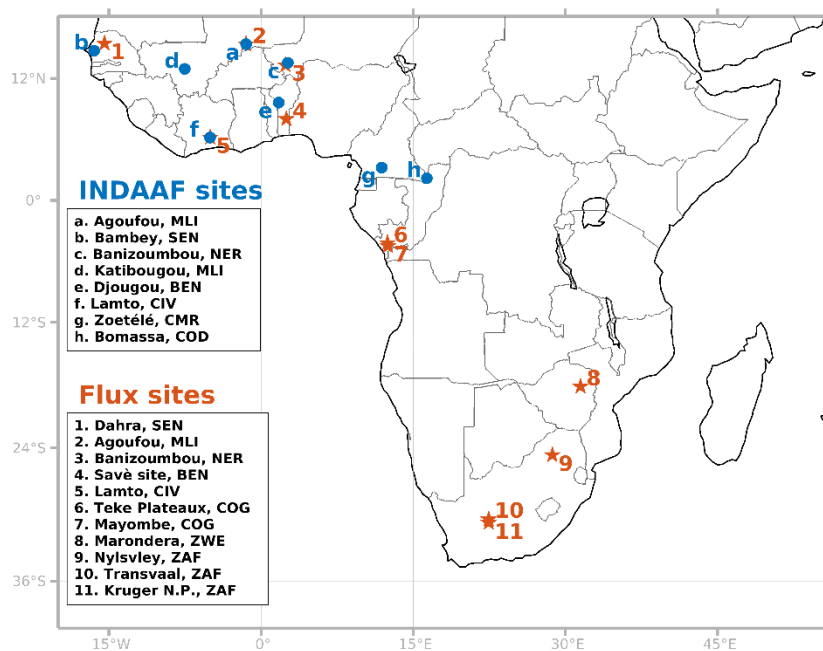 b
1
a
2
d
c
3
e
4
f
5
g
h
6
7
8
9
10
11
12°N
0°
12°S
24°S
36°S
15°W
0°
15°E
30°E
45°E
INDAAF sites
a. Agoufou, MLI
b. Bambey, SEN
c. Banizoumbou, NER
d. Katibougou, MLI
e. Djougou, BEN
f. Lamto, CIV
g. Zoetélé, CMR
h. Bomassa, COD
Flux sites
1. Dahra, SEN
2. Agoufou, MLI
3. Banizoumbou, NER
4. Savè site, BEN
5. Lamto, CIV
6. Teke Plateaux, COG
7. Mayombe, COG
8. Marondera, ZWE
9. Nylsvley, ZAF
10. Transvaal, ZAF
11. Kruger N.P., ZAF